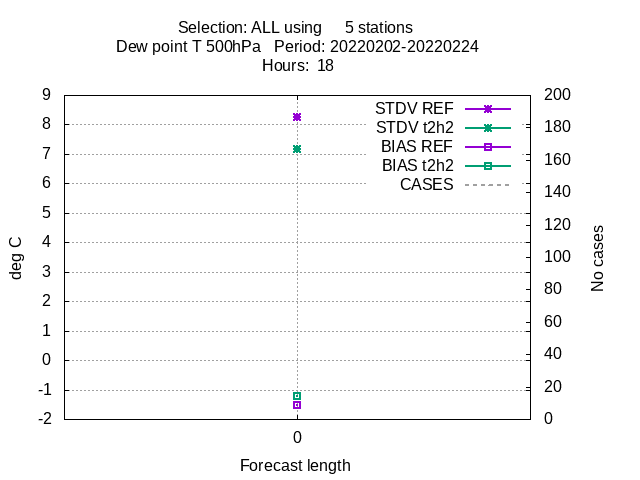 Selection: ALL using     5 stations
Dew point T 500hPa   Period: 20220202-20220224
Hours:  18
9
8
7
6
5
4
3
2
1
0
-1
-2
deg C
200
180
160
140
120
100
80
60
40
20
0
No cases
STDV REF
STDV t2h2
BIAS REF
BIAS t2h2
CASES
0
Forecast length